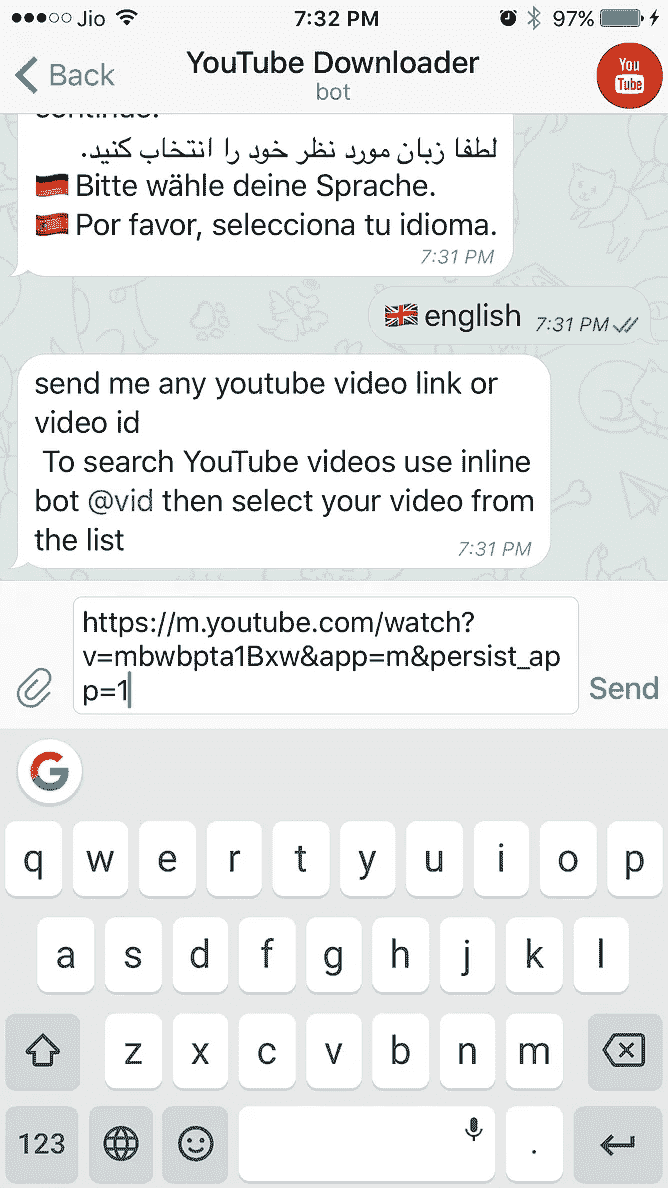 Jio 7:32 PM 97%
Back YouTube Downloader You
bot Tube
continue.
لطفا زبان مورد نظر خود را انتخاب کنید.
Bitte wähle deine Sprache.
Por favor, selecciona tu idioma.
7:31 PM
🇬🇧 english 7:31 PM
send me any youtube video link or
video id
To search YouTube videos use inline
bot @vid then select your video from
the list 7:31 PM
https://m.youtube.com/watch?
v=mbwbpta1Bxw&app=m&persist_ap
p=1 Send
G
q w e r t y u i o p
a s d f g h j k l
z x c v b n m
123 .